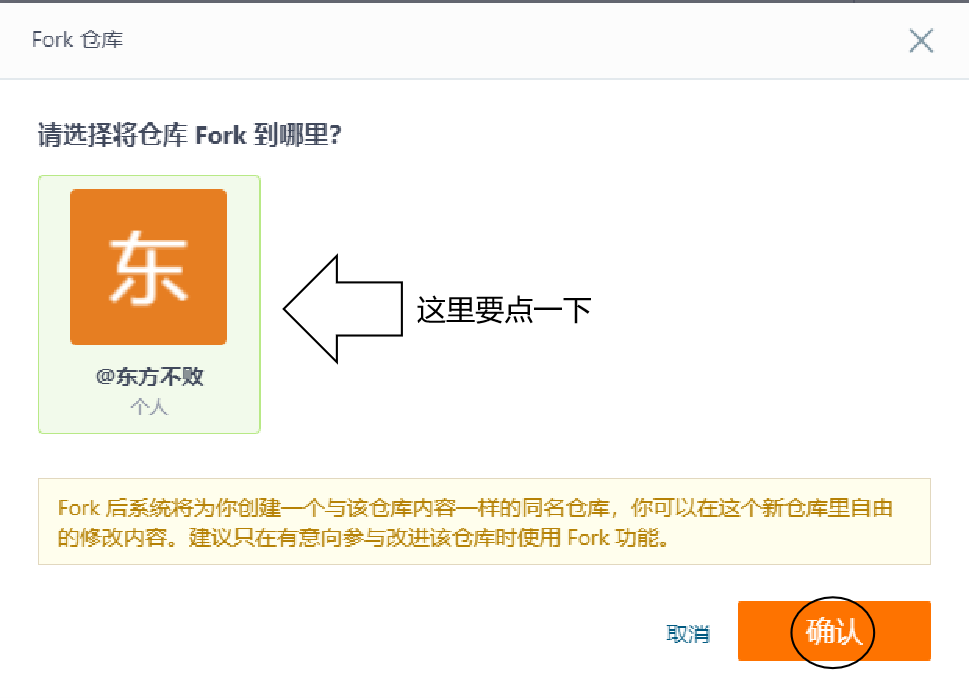 Fork 仓库
请选择将仓库 Fork 到哪里?
东
@东方不败
个人
这里要点一下
Fork 后系统将为你创建一个与该仓库内容一样的同名仓库，你可以在这个新仓库里自由
的修改内容。建议只在有意向参与改进该仓库时使用 Fork 功能。
取消
确认